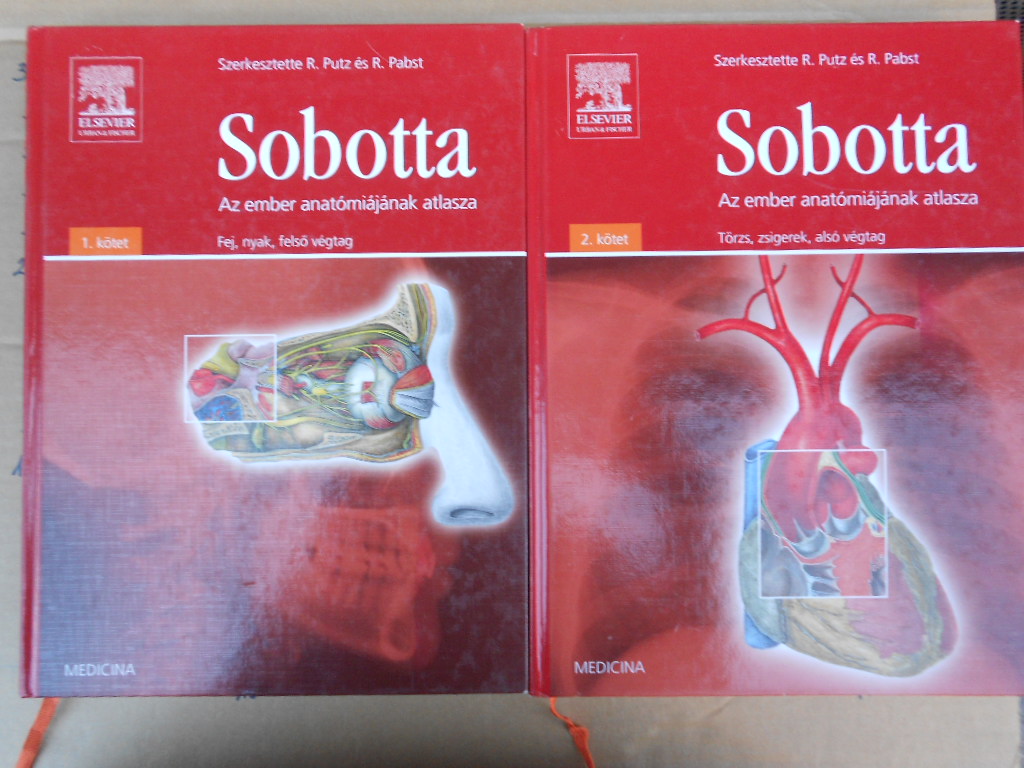 Szerkesztette R. Putz és R. Pabst
ELSEVIER
URBAN & FISCHER
Sobotta
Az ember anatómiájának atlasza
1. kötet
Fej, nyak, felső végtag
MEDICINA
Szerkesztette R. Putz és R. Pabst
ELSEVIER
URBAN & FISCHER
Sobotta
Az ember anatómiájának atlasza
2. kötet
Törzs, zsigerek, alsó végtag
MEDICINA